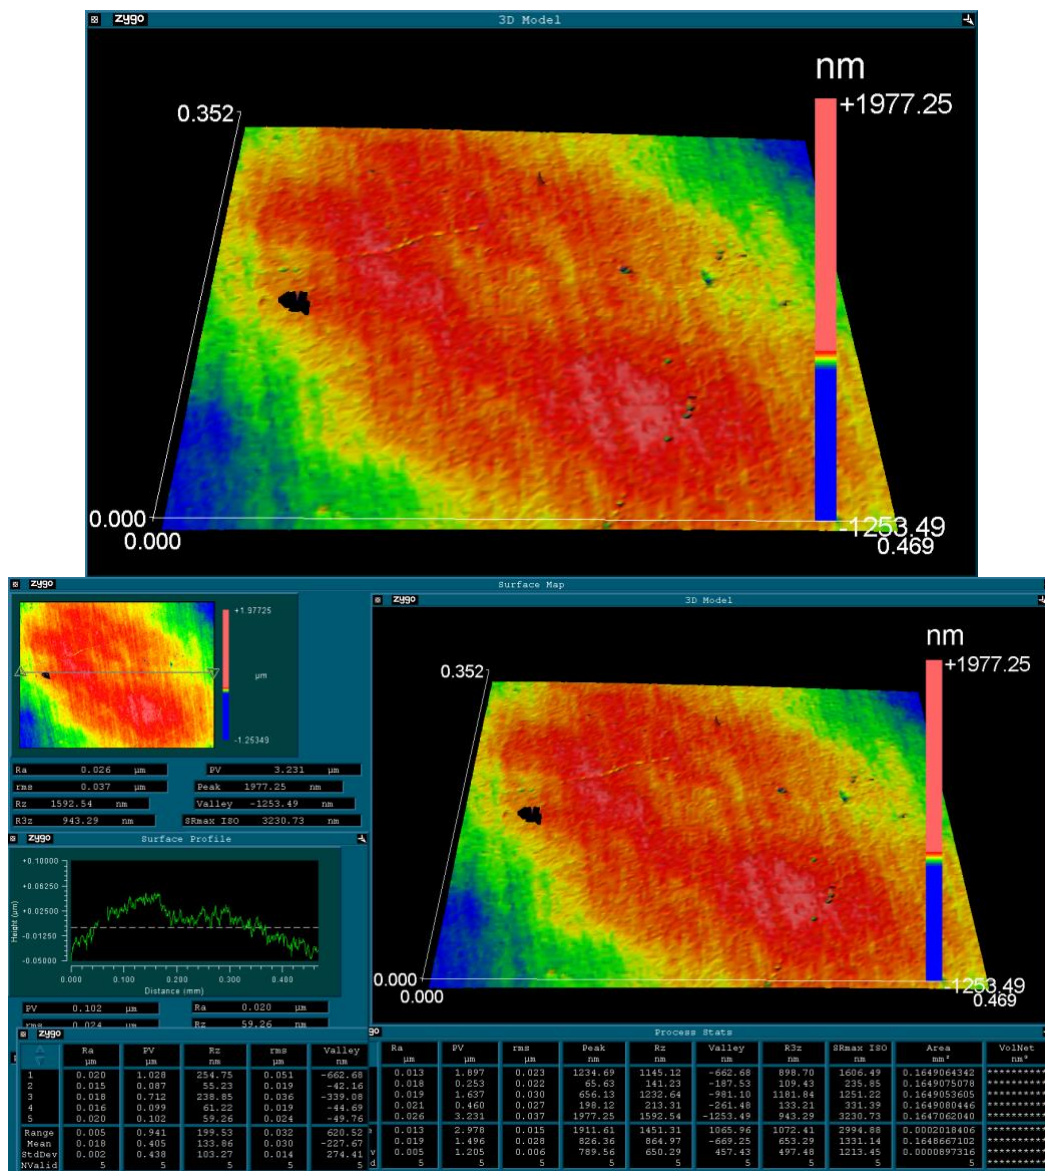 zygo 3D Model
nm
+1977.25
0.352
0.000
0.000
-1253.49
0.469
zygo Surface Map
+1.97725
µm
-1.25349
Ra 0.026 µm PV 3.231 µm
rms 0.037 µm Peak 1977.25 nm
Rz 1592.54 nm Valley -1253.49 nm
R3z 943.29 nm SRmax ISO 3230.73 nm
zygo 3D Model
nm
+1977.25
0.352
0.000
0.000
-1253.49
0.469
zygo Surface Profile
+0.10000
+0.06250
+0.02500
-0.01250
-0.05000
Height (µm)
0.000 0.100 0.200 0.300 0.400
Distance (mm)
PV 0.102 µm Ra 0.020 µm
rms 0.024 µm Rz 59.26 nm
zygo
Ra PV Rz rms Valley
µm µm nm µm nm
1 0.020 1.028 254.75 0.051 -662.68
2 0.015 0.087 55.23 0.019 -42.16
3 0.018 0.712 238.85 0.036 -339.08
4 0.016 0.099 61.22 0.019 -44.69
5 0.020 0.102 59.26 0.024 -49.76
Range 0.005 0.941 199.53 0.032 620.52
Mean 0.018 0.405 133.86 0.030 -227.67
StdDev 0.002 0.438 103.27 0.014 274.41
NValid 5 5 5 5 5
go Process Stats
Ra PV rms Peak Rz Valley R3z SRmax ISO Area VolNet
µm µm µm nm nm nm nm nm mm² nm³
0.013 1.897 0.023 1234.69 1145.12 -662.68 898.70 1606.49 0.1649064342 **********
0.018 0.253 0.022 65.63 141.23 -187.53 109.43 235.85 0.1649075078 **********
0.019 1.637 0.030 656.13 1232.64 -981.10 1181.84 1251.22 0.1649053605 **********
0.021 0.460 0.027 198.12 213.31 -261.48 133.21 331.39 0.1649080446 **********
0.026 3.231 0.037 1977.25 1592.54 -1253.49 943.29 3230.73 0.1647062040 **********
0.013 2.978 0.015 1911.61 1451.31 1065.96 1072.41 2994.88 0.0002018406 **********
0.019 1.496 0.028 826.36 864.97 -669.25 653.29 1331.14 0.1648667102 **********
v 0.005 1.205 0.006 789.56 650.29 457.43 497.48 1213.45 0.0000897316 **********
d 5 5 5 5 5 5 5 5 5 5